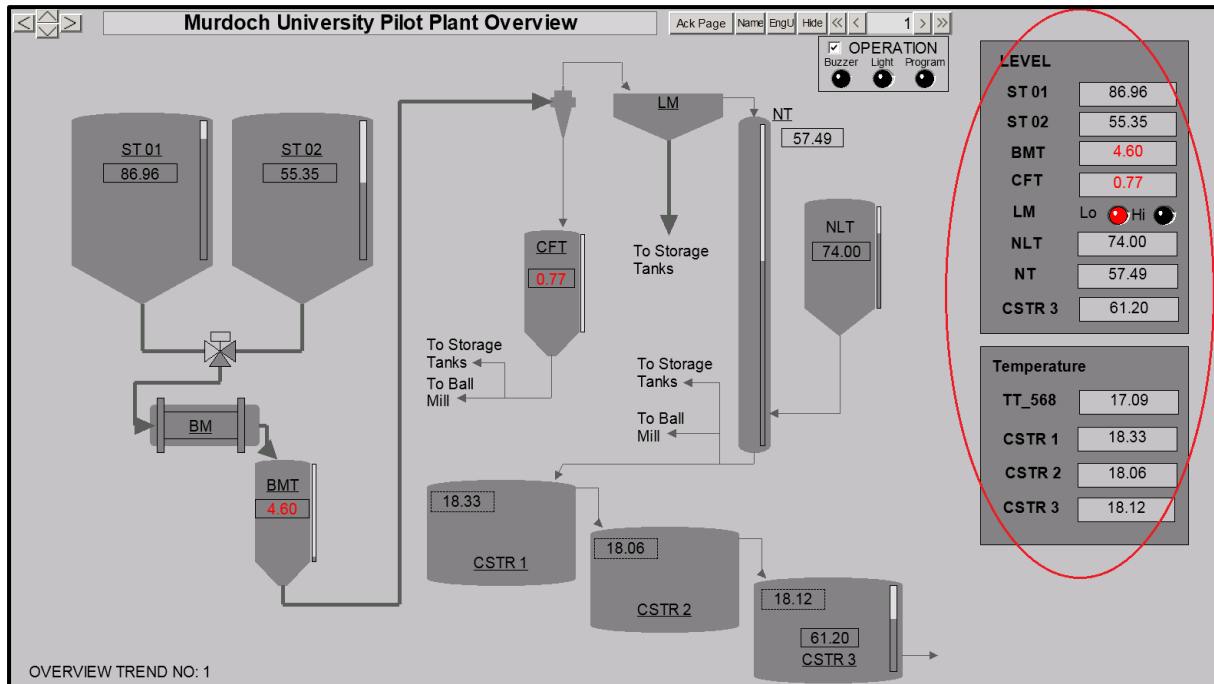 Murdoch University Pilot Plant Overview
Ack Page Name EngU Hide 1
OPERATION
Buzzer Light Program
LM
NT
57.49
ST 01
86.96
ST 02
55.35
NLT
74.00
CFT
0.77
To Storage
Tanks
To Storage
Tanks
To Ball
Mill
To Storage
Tanks
To Ball
Mill
BM
BMT
4.60
18.33
CSTR 1
18.06
CSTR 2
18.12
61.20
CSTR 3
OVERVIEW TREND NO: 1
LEVEL
ST 01 86.96
ST 02 55.35
BMT 4.60
CFT 0.77
LM Lo Hi
NLT 74.00
NT 57.49
CSTR 3 61.20
Temperature
TT_568 17.09
CSTR 1 18.33
CSTR 2 18.06
CSTR 3 18.12